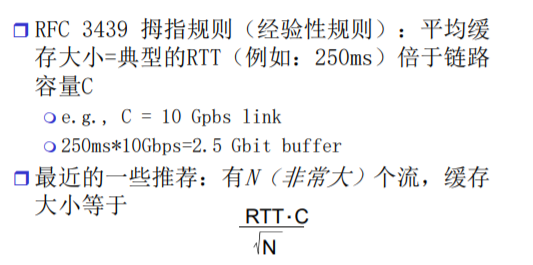 RFC 3439 拇指规则（经验性规则）：平均缓
存大小=典型的RTT（例如：250ms）倍于链路
容量C
e.g., C = 10 Gpbs link
250ms*10Gbps=2.5 Gbit buffer
最近的一些推荐：有N（非常大）个流，缓存
大小等于
RTT·C
√N